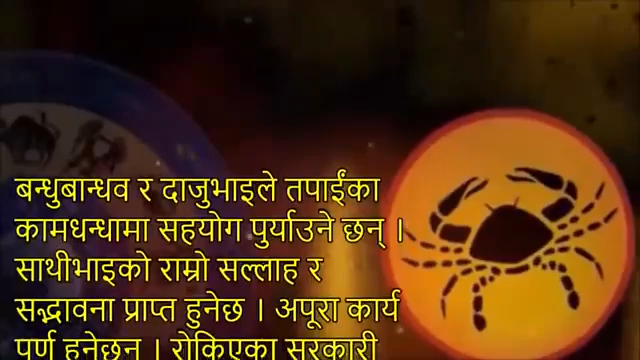 बन्धुबान्धव र दाजुभाइले तपाईंका
कामधन्धामा सहयोग पुर्याउने छन् ।
साथीभाइको राम्रो सल्लाह र
सद्भावना प्राप्त हुनेछ । अपूरा कार्य
पूर्ण हुनेछन् । रोकिएका सरकारी